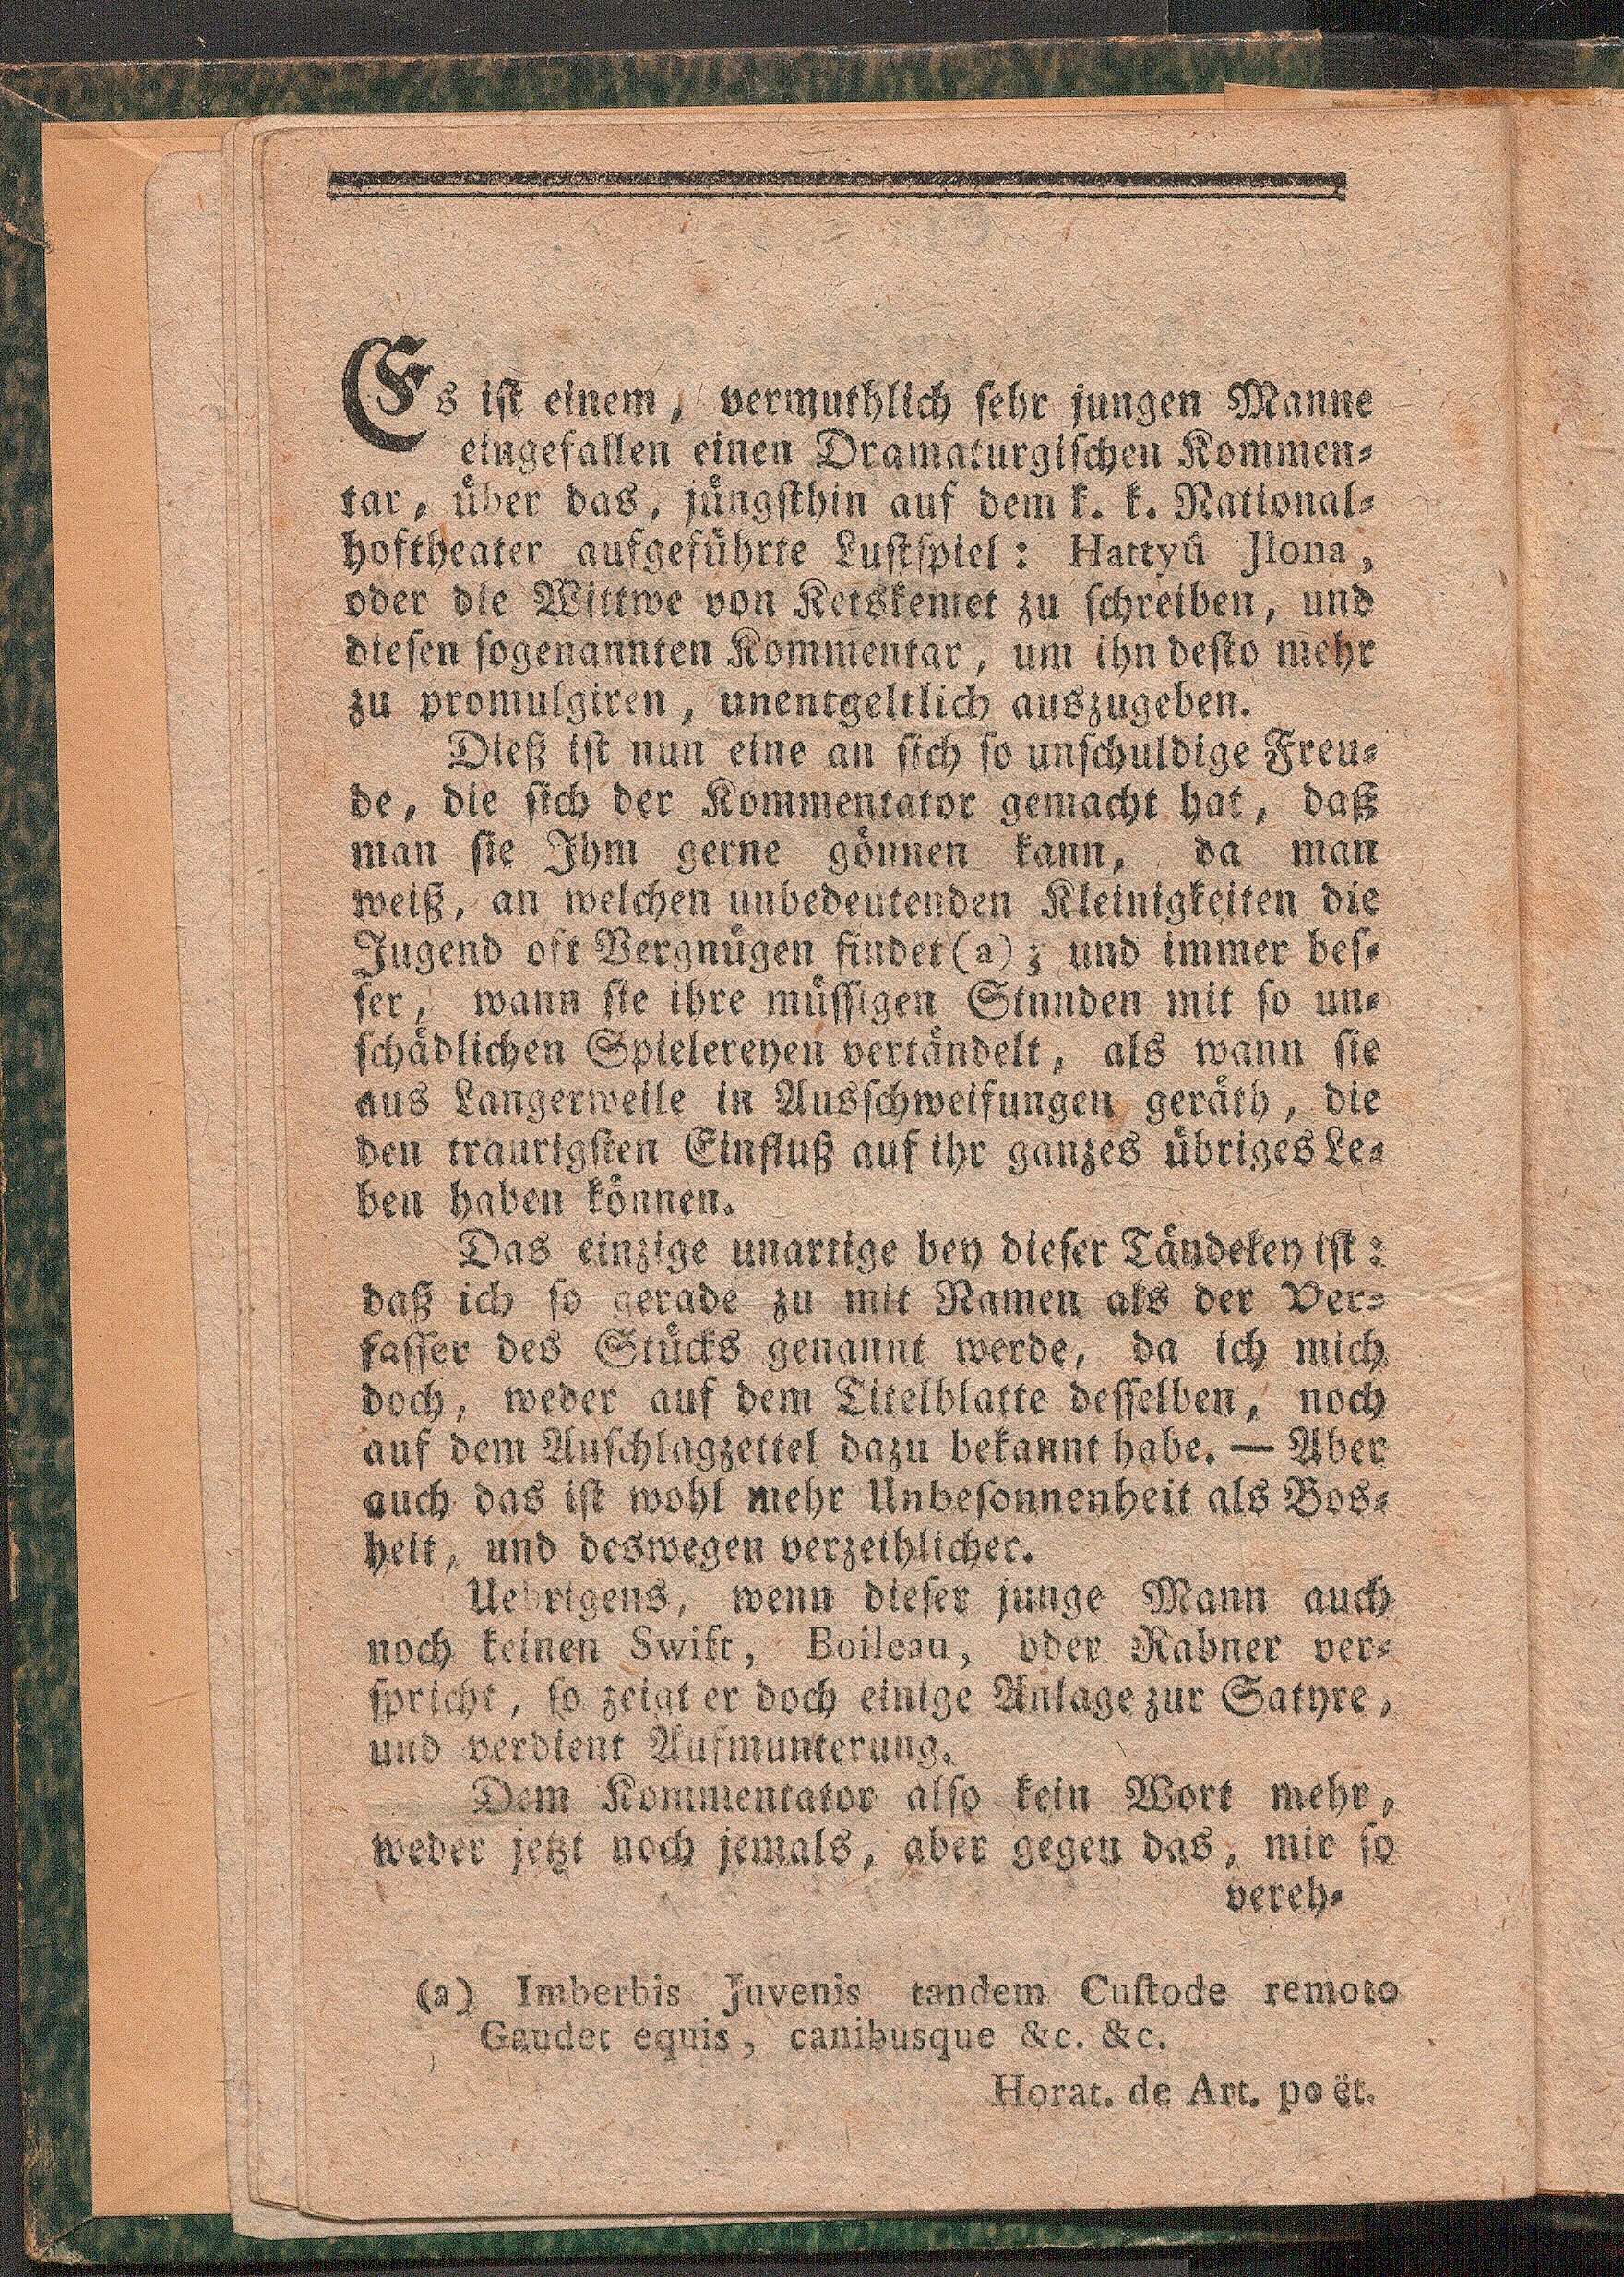 Es ist einem, vermuthlich sehr jungen Manne
eingefallen einen Dramaturgischen Kommen-
tar, über das, jüngsthin auf dem k. k. National-
hoftheater aufgeführte Lustspiel: Hattyû Jlona,
oder die Wittwe von Ketskemet zu schreiben, und
diesen sogenannten Kommentar, um ihn desto mehr
zu promulgiren, unentgeltlich auszugeben.
Dieß ist nun eine an sich so unschuldige Freu-
de, die sich der Kommentator gemacht hat, daß
man sie Ihm gerne gönnen kann, da man
weiß, an welchen unbedeutenden Kleinigkeiten die
Jugend oft Vergnügen findet (a); und immer bes-
ser, wann sie ihre müssigen Stnnden mit so un-
schädlichen Spielereyen vertändelt, als wann sie
aus Langerweile in Ausschweifungen geräth, die
den traurigsten Einfluß auf ihr ganzes übriges Le-
ben haben können.
Das einzige unartige bey dieser Tändeley ist:
daß ich so gerade zu mit Namen als der Ver-
fasser des Stücks genannt werde, da ich mich
doch, weder auf dem Titelblatte desselben, noch
auf dem Anschlagzettel dazu bekannt habe. — Aber
auch das ist wohl mehr Unbesonnenheit als Bos-
heit, und deswegen verzeihlicher.
Uebrigens, wenn dieser junge Mann auch
noch keinen Swift, Boileau, oder Rabner ver-
spricht, so zeigt er doch einige Anlage zur Satyre,
und verdient Aufmunterung.
Dem Kommentator also kein Wort mehr,
weder jetzt noch jemals, aber gegen das, mir so
vereh-
(a) Imberbis Juvenis tandem Custode remoto
Gaudet equis, canibusque &c. &c.
Horat. de Art. poët.